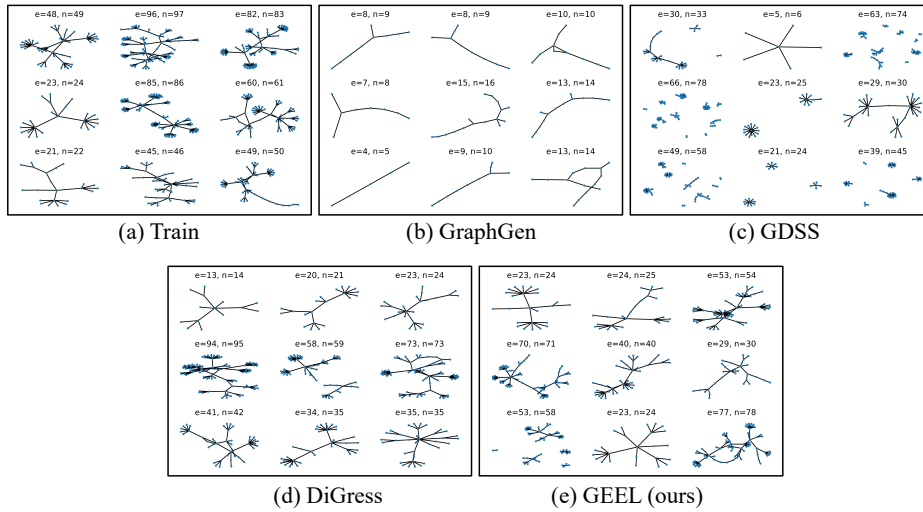 e=48, n=49 e=96, n=97 e=82, n=83
e=23, n=24 e=85, n=86 e=60, n=61
e=21, n=22 e=45, n=46 e=49, n=50
(a) Train
e=8, n=9 e=8, n=9 e=10, n=10
e=7, n=8 e=15, n=16 e=13, n=14
e=4, n=5 e=9, n=10 e=13, n=14
(b) GraphGen
e=30, n=33 e=5, n=6 e=63, n=74
e=66, n=78 e=23, n=25 e=29, n=30
e=49, n=58 e=21, n=24 e=39, n=45
(c) GDSS
e=13, n=14 e=20, n=21 e=23, n=24
e=94, n=95 e=58, n=59 e=73, n=73
e=41, n=42 e=34, n=35 e=35, n=35
(d) DiGress
e=23, n=24 e=24, n=25 e=53, n=54
e=70, n=71 e=40, n=40 e=29, n=30
e=53, n=58 e=23, n=24 e=77, n=78
(e) GEEL (ours)